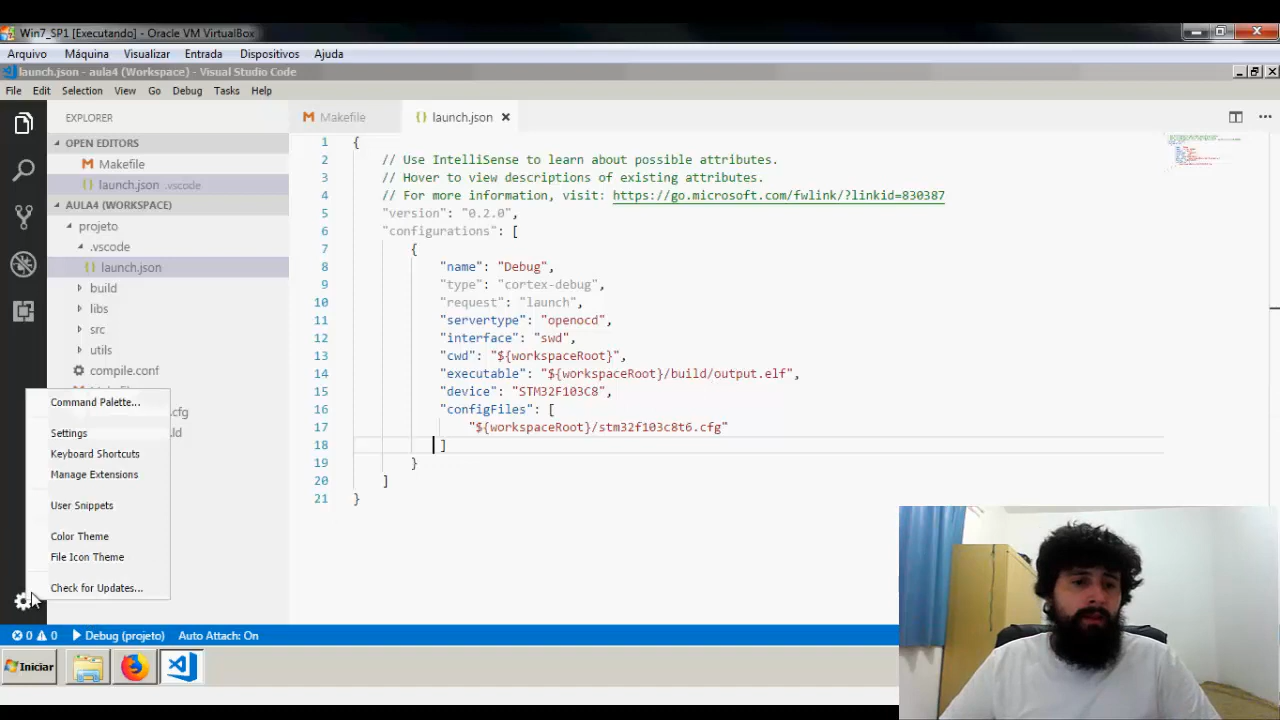 Win7_SP1 [Executando] - Oracle VM VirtualBox
Arquivo Máquina Visualizar Entrada Dispositivos Ajuda
launch.json - aula4 (Workspace) - Visual Studio Code
File Edit Selection View Go Debug Tasks Help
EXPLORER
OPEN EDITORS
Makefile
launch.json .vscode
AULA4 (WORKSPACE)
projeto
.vscode
launch.json
build
libs
src
utils
compile.conf
.cfg
.ld
Command Palette...
Settings
Keyboard Shortcuts
Manage Extensions
User Snippets
Color Theme
File Icon Theme
Check for Updates...
Makefile launch.json
1 {
2 // Use IntelliSense to learn about possible attributes.
3 // Hover to view descriptions of existing attributes.
4 // For more information, visit: https://go.microsoft.com/fwlink/?linkid=830387
5 "version": "0.2.0",
6 "configurations": [
7 {
8 "name": "Debug",
9 "type": "cortex-debug",
10 "request": "launch",
11 "servertype": "openocd",
12 "interface": "swd",
13 "cwd": "${workspaceRoot}",
14 "executable": "${workspaceRoot}/build/output.elf",
15 "device": "STM32F103C8",
16 "configFiles": [
17 "${workspaceRoot}/stm32f103c8t6.cfg"
18 ]
19 }
20 ]
21 }
0 0 Debug (projeto) Auto Attach: On
Iniciar